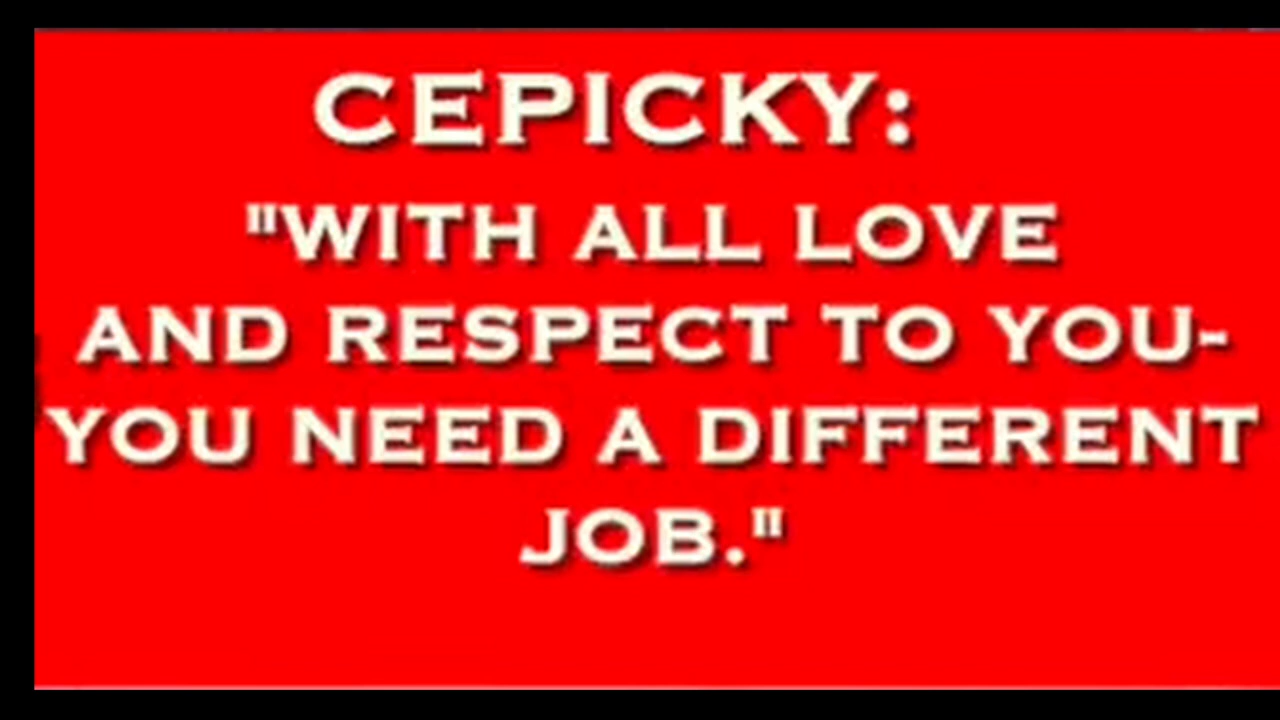 CEPICKY:
"WITH ALL LOVE
AND RESPECT TO YOU-
YOU NEED A DIFFERENT
JOB."